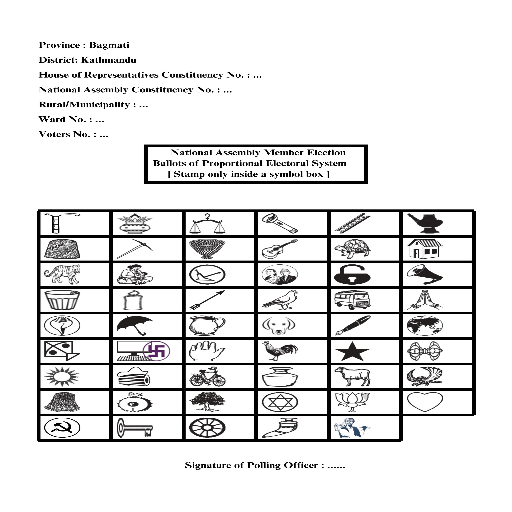 Province : Bagmati
District: Kathmandu
House of Representatives Constituency No. : ...
National Assembly Constituency No. : ...
Rural/Municipality : ...
Ward No. : ...
Voters No. : ...
National Assembly Member Election
Ballots of Proportional Electoral System
[ Stamp only inside a symbol box ]
Signature of Polling Officer : ......